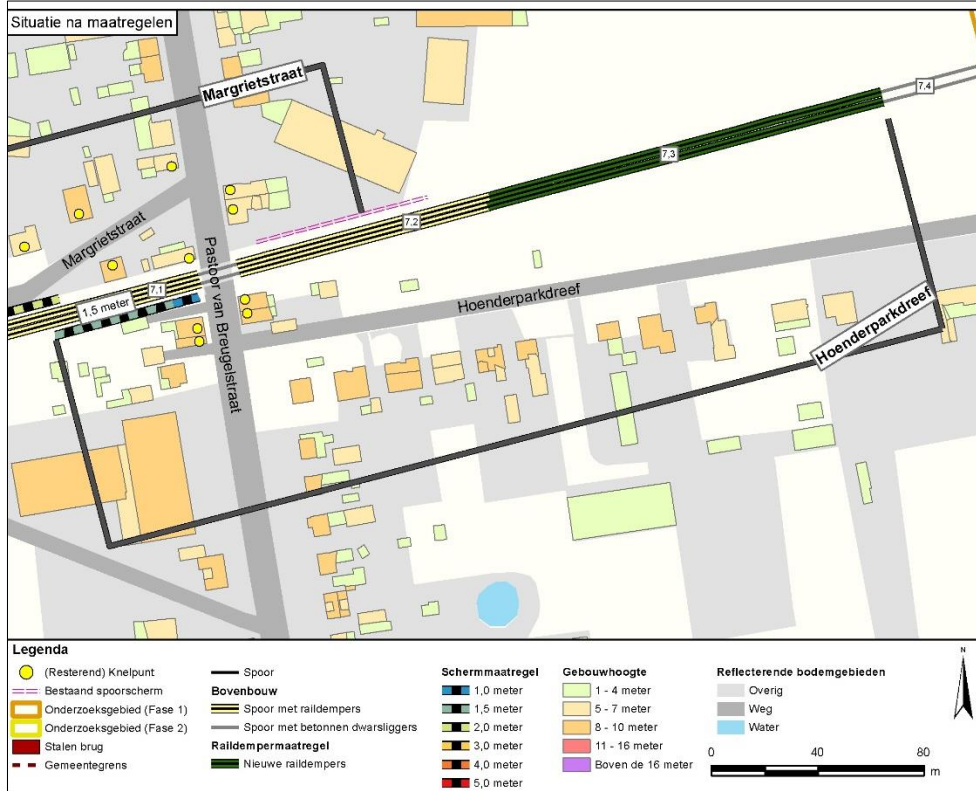 Situatie na maatregelen
Margrietstraat
7.4
7,3
7.2
Margrietstraat
Pastoor van Breugelstraat
7.1
1,5 meter
Hoenderparkdreef
Hoenderparkdreef
Legenda
(Resterend) Knelpunt
Bestaand spoorscherm
Onderzoeksgebied (Fase 1)
Onderzoeksgebied (Fase 2)
Stalen brug
Gemeentegrens
Spoor
Bovenbouw
Spoor met raildempers
Spoor met betonnen dwarsliggers
Raildempermaatregel
Nieuwe raildempers
Schermmaatregel
1,0 meter
1,5 meter
2,0 meter
3,0 meter
4,0 meter
5,0 meter
Gebouwhoogte
1 - 4 meter
5 - 7 meter
8 - 10 meter
11 - 16 meter
Boven de 16 meter
Reflecterende bodemgebieden
Overig
Weg
Water
N
0 40 80
m